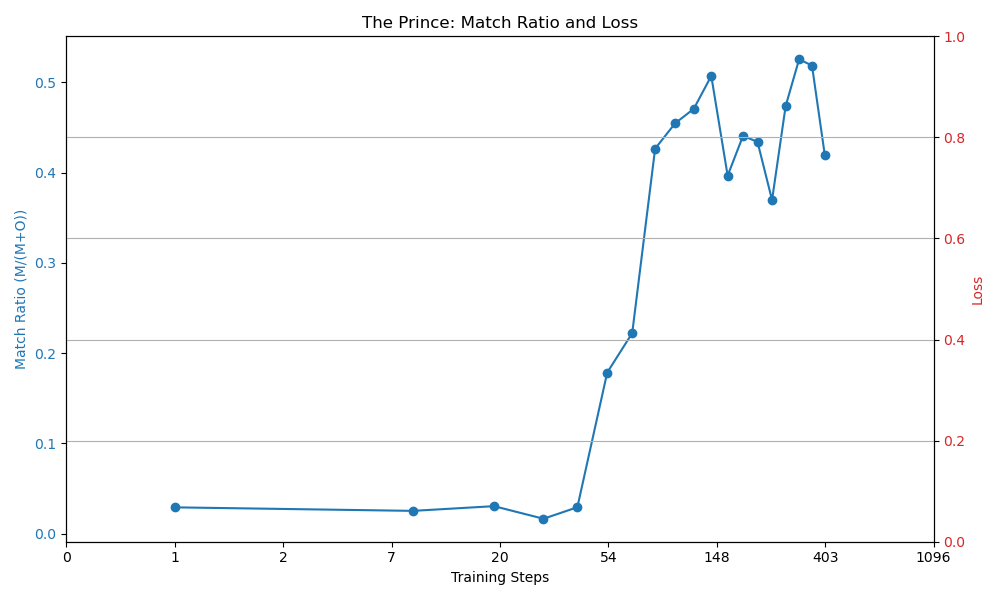 The Prince: Match Ratio and Loss
Match Ratio (M/(M+O))
0.5
0.4
0.3
0.2
0.1
0.0
1.0
0.8
0.6
0.4
0.2
0.0
Loss
0 1 2 7 20 54 148 403 1096
Training Steps